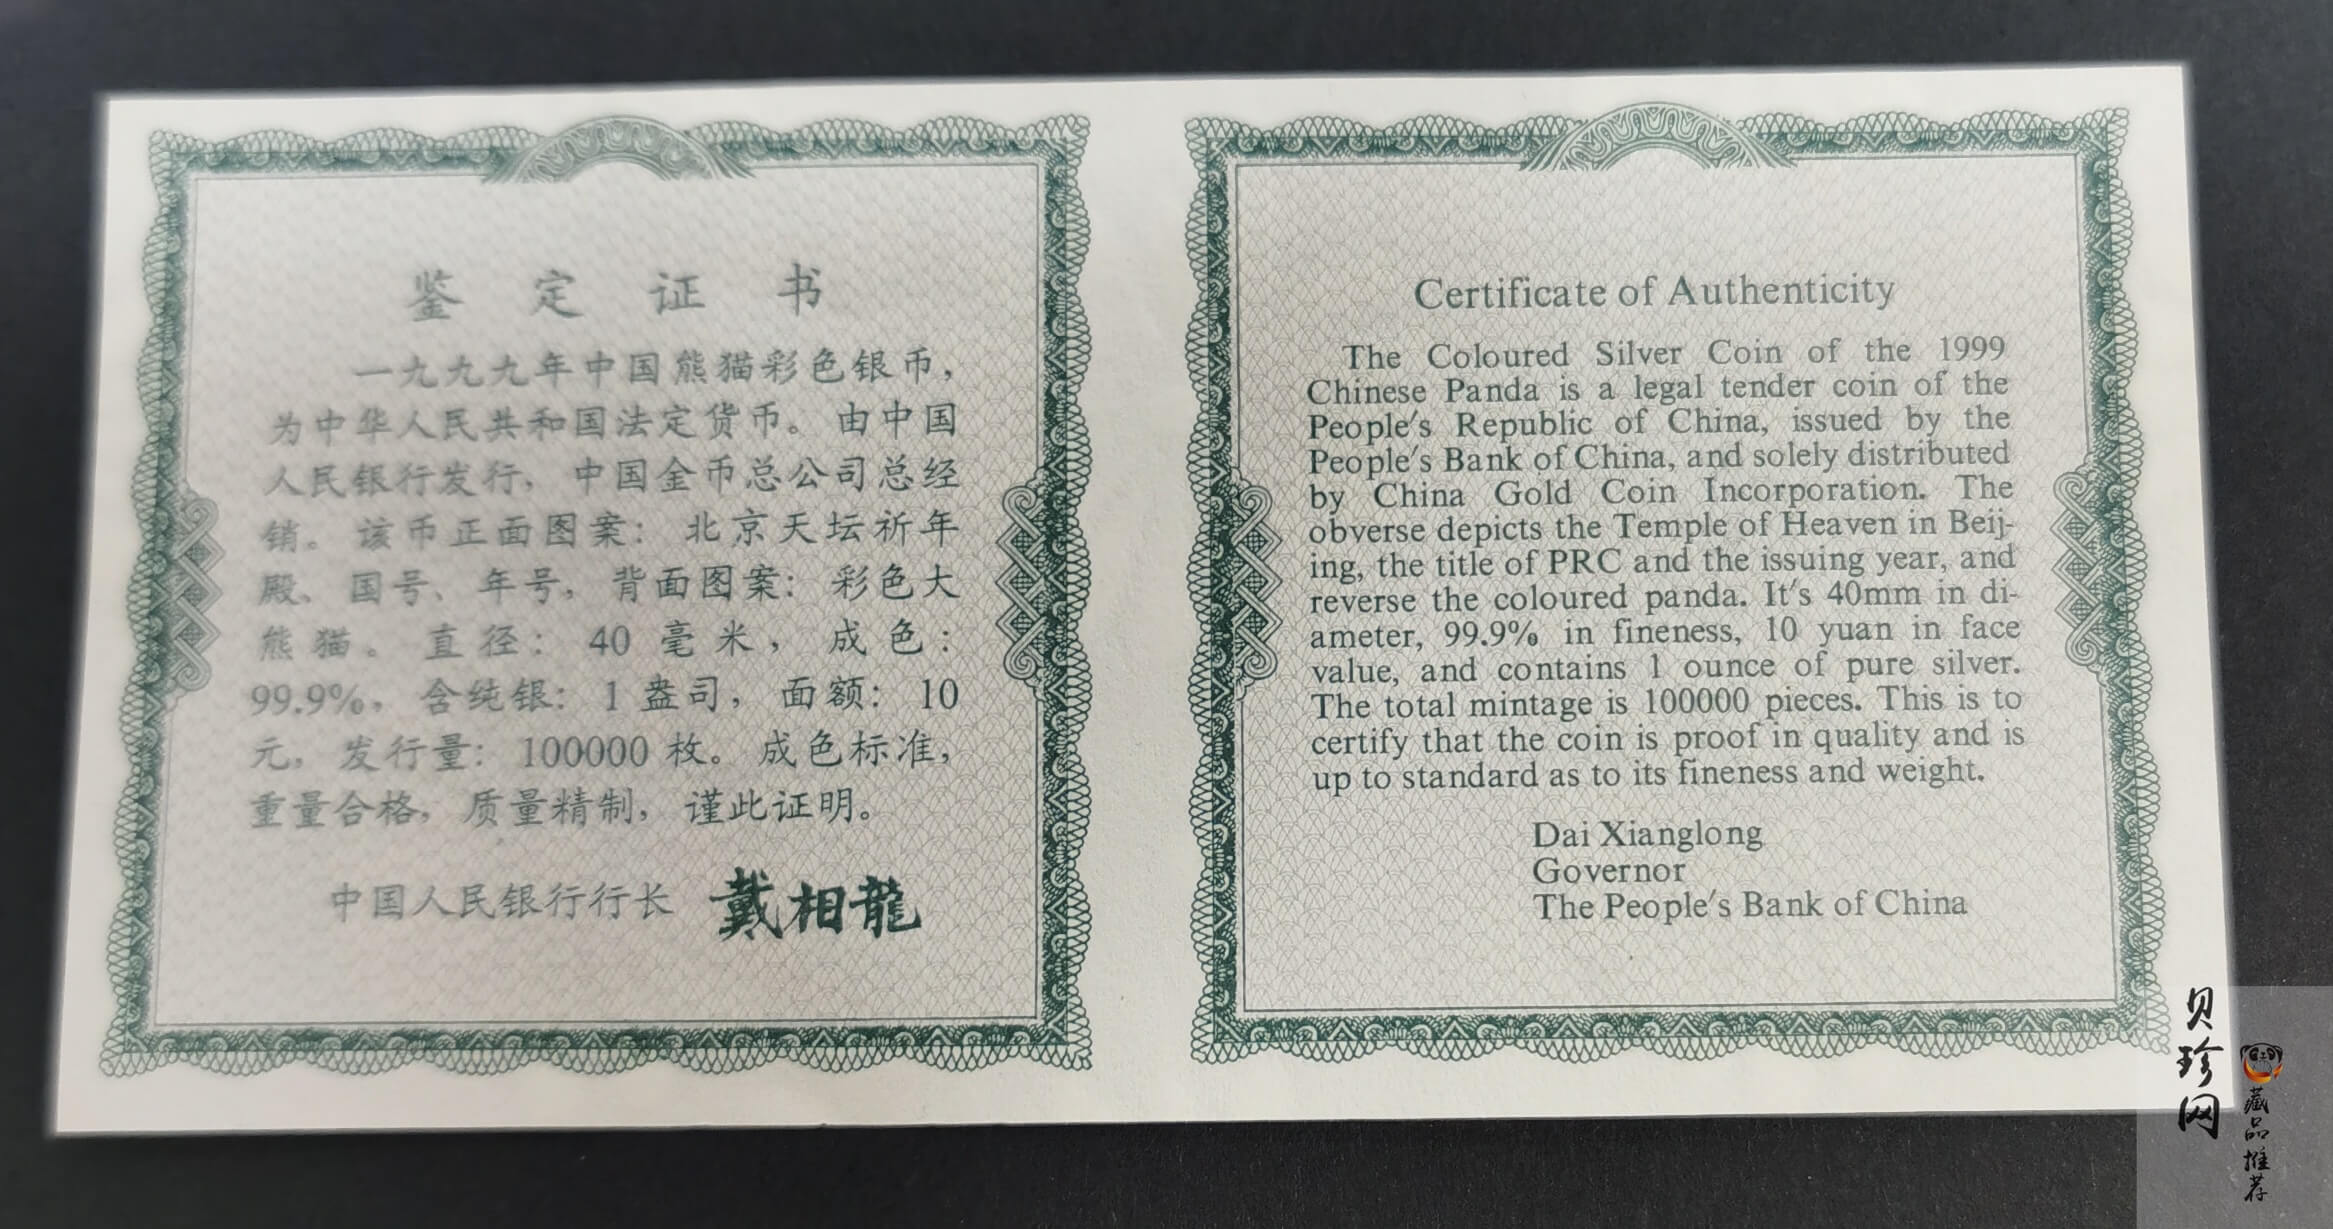 鉴定证书
一九九九年中国熊猫彩色银币，
为中华人民共和国法定货币。由中国
人民银行发行，中国金币总公司总经
销。该币正面图案：北京天坛祈年
殿、国号、年号，背面图案：彩色大
熊猫。直径：40毫米，成色：
99.9%，含纯银：1盎司，面额：10
元，发行量：100000枚。成色标准，
重量合格，质量精制，谨此证明。
中国人民银行行长 戴相龍
Certificate of Authenticity
The Coloured Silver Coin of the 1999
Chinese Panda is a legal tender coin of the
People's Republic of China, issued by the
People's Bank of China, and solely distributed
by China Gold Coin Incorporation. The
obverse depicts the Temple of Heaven in Beij-
ing, the title of PRC and the issuing year, and
reverse the coloured panda. It's 40mm in di-
ameter, 99.9% in fineness, 10 yuan in face
value, and contains 1 ounce of pure silver.
The total mintage is 100000 pieces. This is to
certify that the coin is proof in quality and is
up to standard as to its fineness and weight.
Dai Xianglong
Governor
The People's Bank of China
贝珍网
藏品推荐